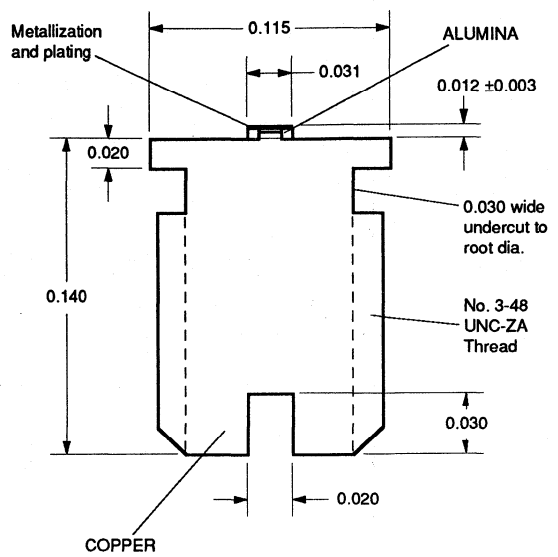 0.115
Metallization
and plating
ALUMINA
0.031
0.012 ±0.003
0.020
0.030 wide
undercut to
root dia.
0.140
No. 3-48
UNC-ZA
Thread
0.030
0.020
COPPER